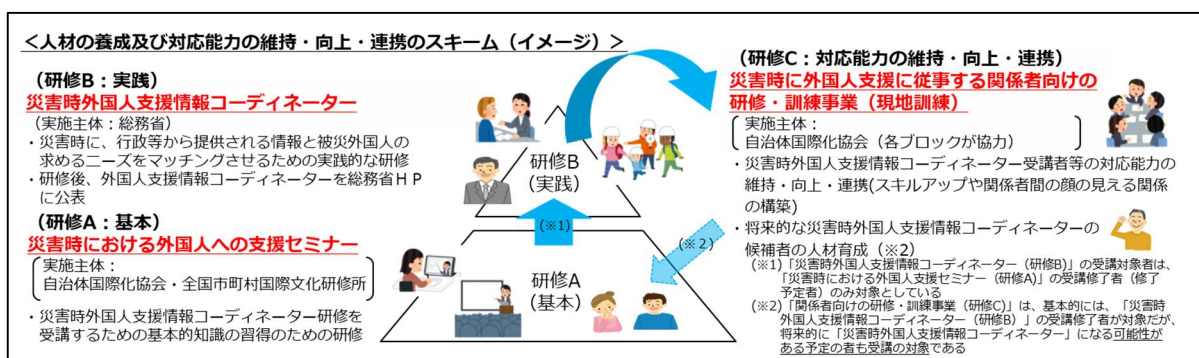 ＜人材の養成及び対応能力の維持・向上・連携のスキーム（イメージ）＞
（研修B：実践）
災害時外国人支援情報コーディネーター
（実施主体：総務省）
・災害時に、行政等から提供される情報と被災外国人の
求めるニーズをマッチングさせるための実践的な研修
・研修後、外国人支援情報コーディネーターを総務省ＨＰ
に公表
（研修A：基本）
災害時における外国人への支援セミナー
実施主体：
自治体国際化協会・全国市町村国際文化研修所
・災害時外国人支援情報コーディネーター研修を
受講するための基本的知識の習得のための研修
研修B
（実践）
(※1)
研修A
（基本）
(※２)
（研修C：対応能力の維持・向上・連携）
災害時に外国人支援に従事する関係者向けの
研修・訓練事業（現地訓練）
実施主体：
自治体国際化協会（各ブロックが協力）
・災害時外国人支援情報コーディネーター受講者等の対応能力の
維持・向上・連携(スキルアップや関係者間の顔の見える関係
の構築)
・将来的な災害時外国人支援情報コーディネーターの
候補者の人材育成（※2）
(※1)「災害時外国人支援情報コーディネーター（研修B)」の受講対象者は、
「災害時における外国人支援セミナー（研修A)」の受講修了者（修了
予定者）のみ対象としている
(※2)「関係者向けの研修・訓練事業（研修C)」は、基本的には、「災害時
外国人支援情報コーディネーター（研修B）」の受講修了者が対象だが、
将来的に「災害時外国人支援情報コーディネーター」になる可能性が
ある予定の者も受講の対象である